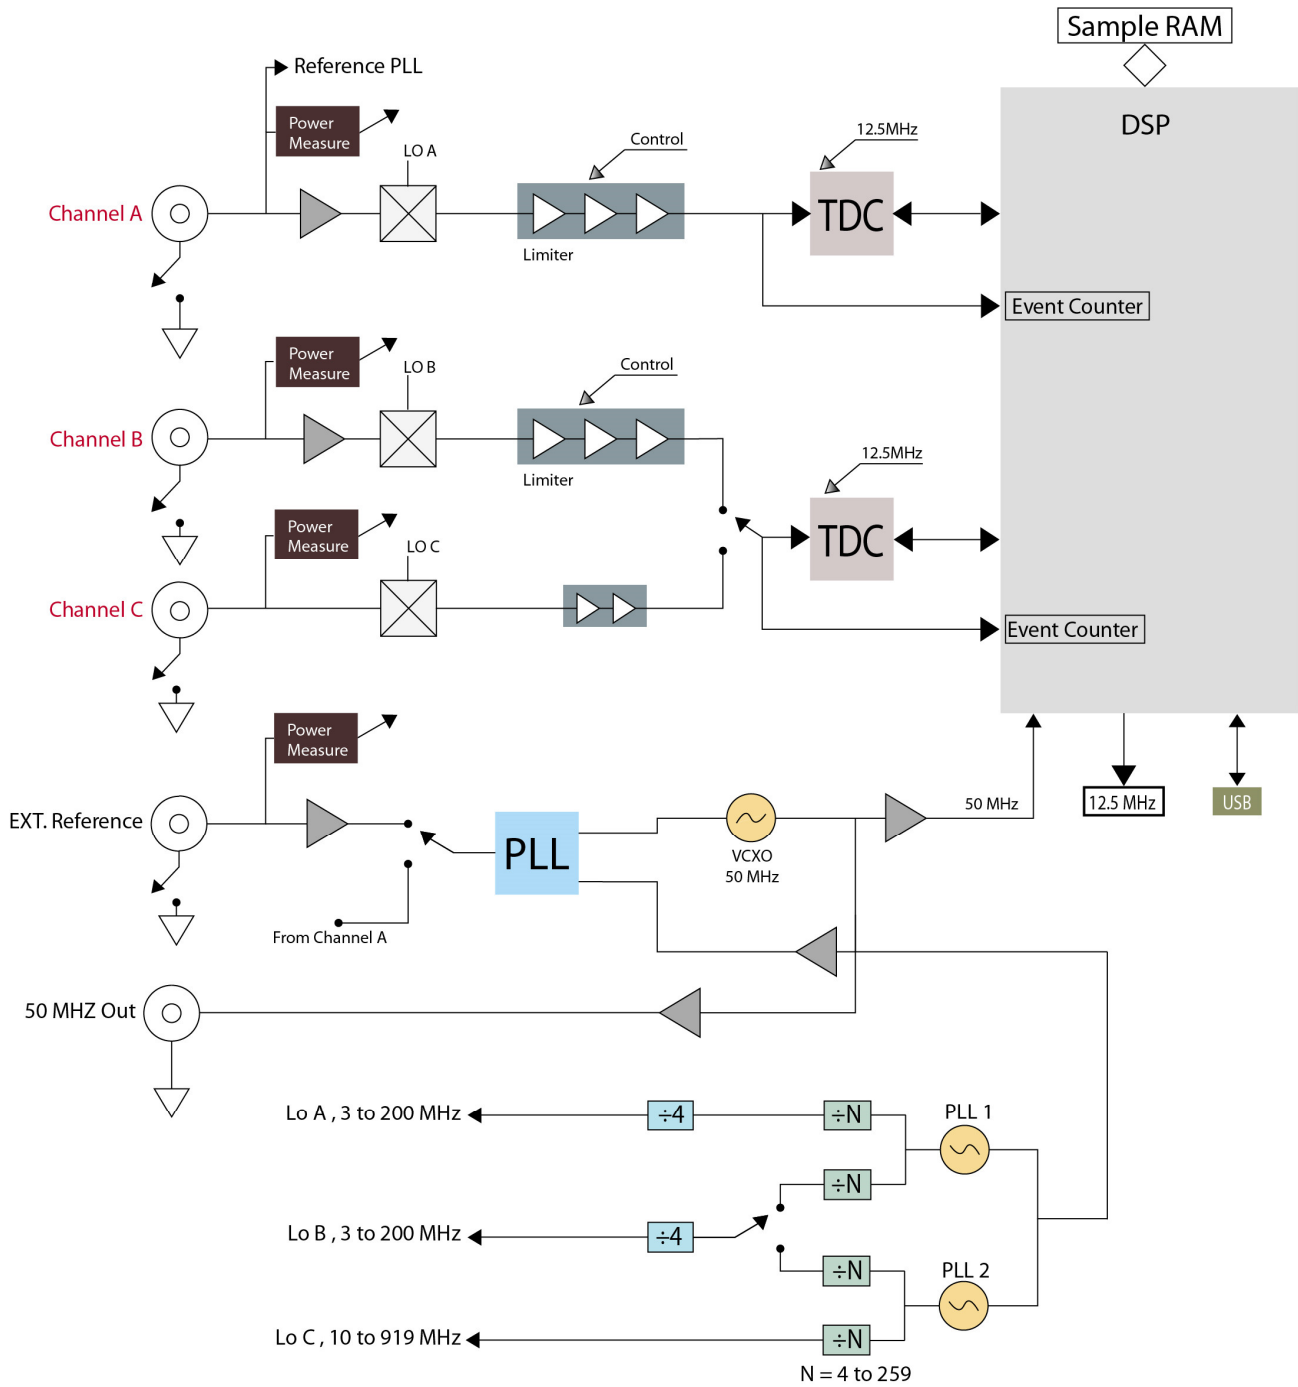 Sample RAM
DSP
Reference PLL
Power
Measure
LO A
Control
12.5MHz
Channel A
TDC
Limiter
Event Counter
Power
Measure
LO B
Control
Channel B
Limiter
12.5MHz
TDC
Power
Measure
LO C
Channel C
Event Counter
Power
Measure
EXT. Reference
PLL
VCXO
50 MHz
50 MHz
12.5 MHz
USB
From Channel A
50 MHZ Out
Lo A , 3 to 200 MHz
÷4
÷N
PLL 1
÷N
Lo B , 3 to 200 MHz
÷4
÷N
PLL 2
Lo C , 10 to 919 MHz
÷N
N = 4 to 259